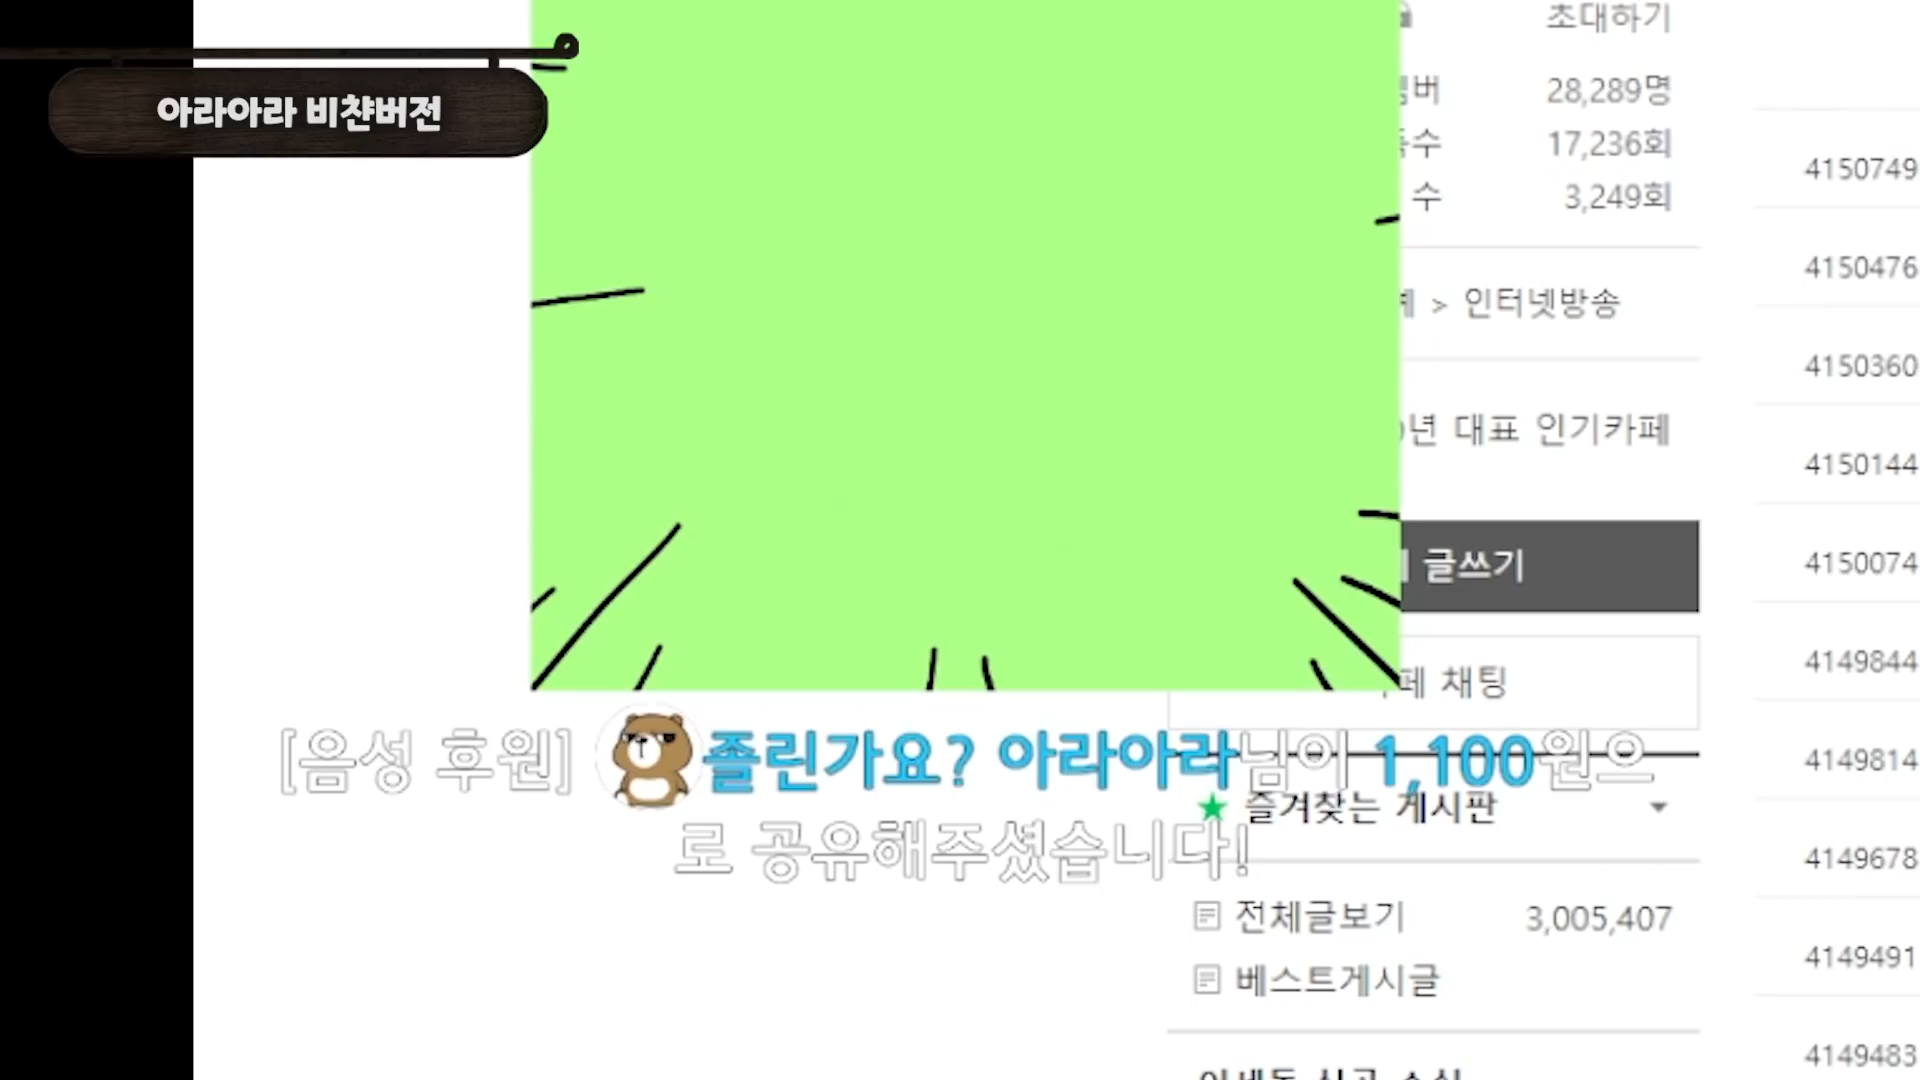 아라아라 비챤버전
초대하기
버 28,289명
수 17,236회
수 3,249회
> 인터넷방송
년 대표 인기카페
글쓰기
페 채팅
[음성 후원] 졸린가요? 아라아라님이 1,100원으
로 공유해주셨습니다!
즐겨찾는 게시판
전체글보기 3,005,407
베스트게시글
4150749
4150476
4150360
4150144
4150074
4149844
4149814
4149678
4149491
4149483